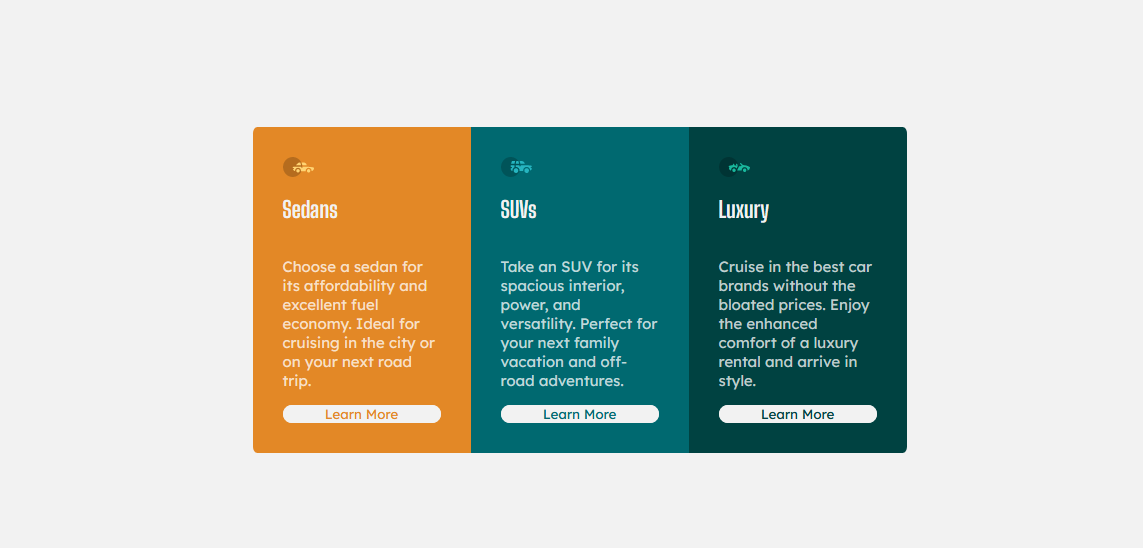 Sedans
Choose a sedan for
its affordability and
excellent fuel
economy. Ideal for
cruising in the city or
on your next road
trip.
Learn More
SUVs
Take an SUV for its
spacious interior,
power, and
versatility. Perfect for
your next family
vacation and off-
road adventures.
Learn More
Luxury
Cruise in the best car
brands without the
bloated prices. Enjoy
the enhanced
comfort of a luxury
rental and arrive in
style.
Learn More